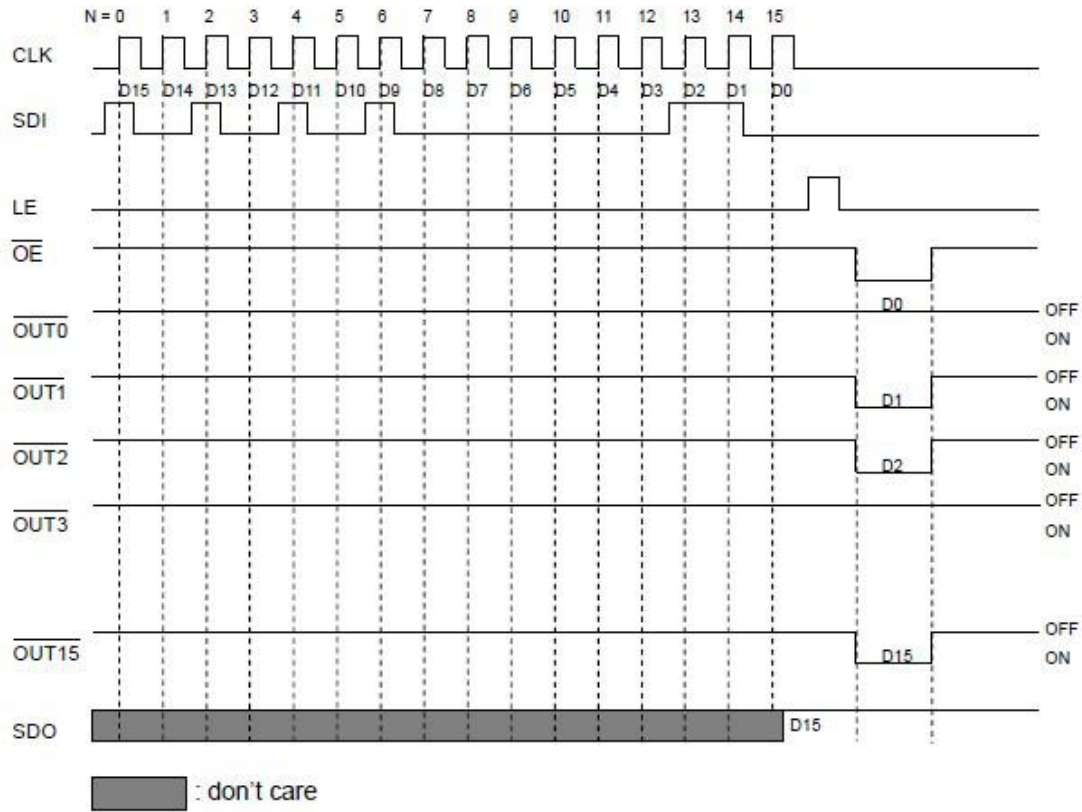 N = 0 1 2 3 4 5 6 7 8 9 10 11 12 13 14 15
CLK
D15 D14 D13 D12 D11 D10 D9 D8 D7 D6 D5 D4 D3 D2 D1 D0
SDI
LE
OE
D0
OFF
OUT0
ON
OFF
OUT1
D1
ON
OFF
OUT2
D2
ON
OFF
OUT3
ON
OFF
OUT15
D15
ON
SDO
D15
: don't care